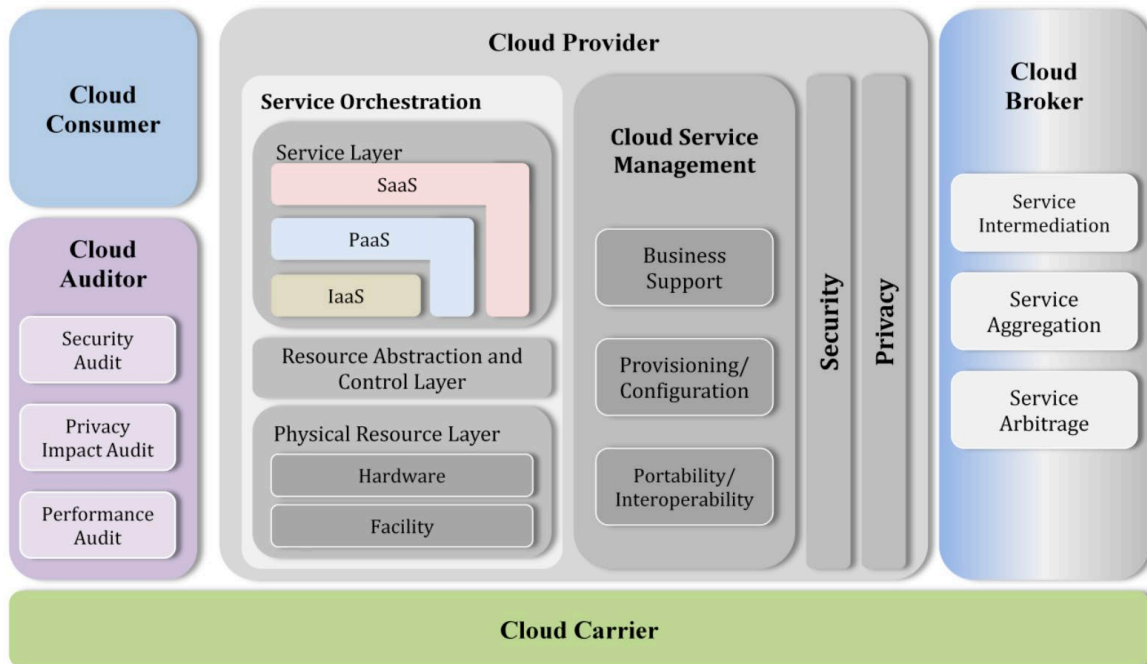 Cloud
Consumer
Cloud
Auditor
Security
Audit
Privacy
Impact Audit
Performance
Audit
Cloud Provider
Service Orchestration
Service Layer
SaaS
PaaS
IaaS
Resource Abstraction and
Control Layer
Physical Resource Layer
Hardware
Facility
Cloud Service
Management
Business
Support
Provisioning/
Configuration
Portability/
Interoperability
Security
Privacy
Cloud
Broker
Service
Intermediation
Service
Aggregation
Service
Arbitrage
Cloud Carrier